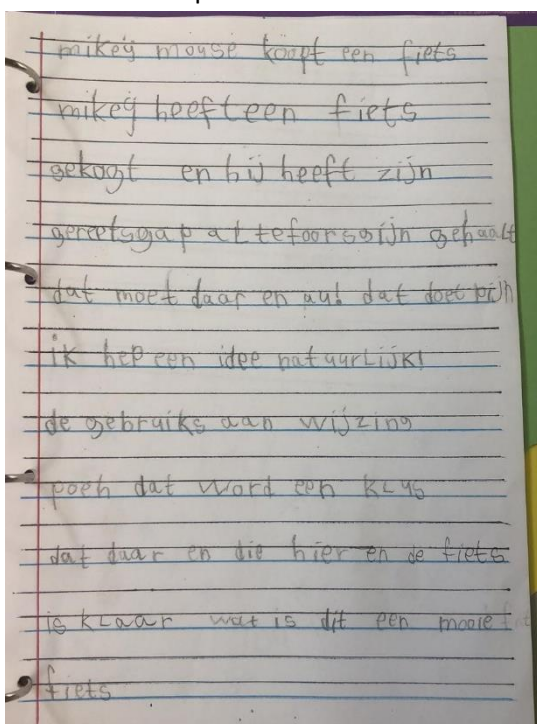 mikey mouse koopt een fiets
mikey heeft een fiets
gekogt en hij heeft zijn
gereetsgap at tefoorsgijn gehaalt
dat moet daar en au! dat doet pijn
ik hep een idee natuurlijk!
de gebruiks aan wijzing
poeh dat word een klus
dat daar en die hier en de fiets
is klaar wat is dit een mooie
fiets